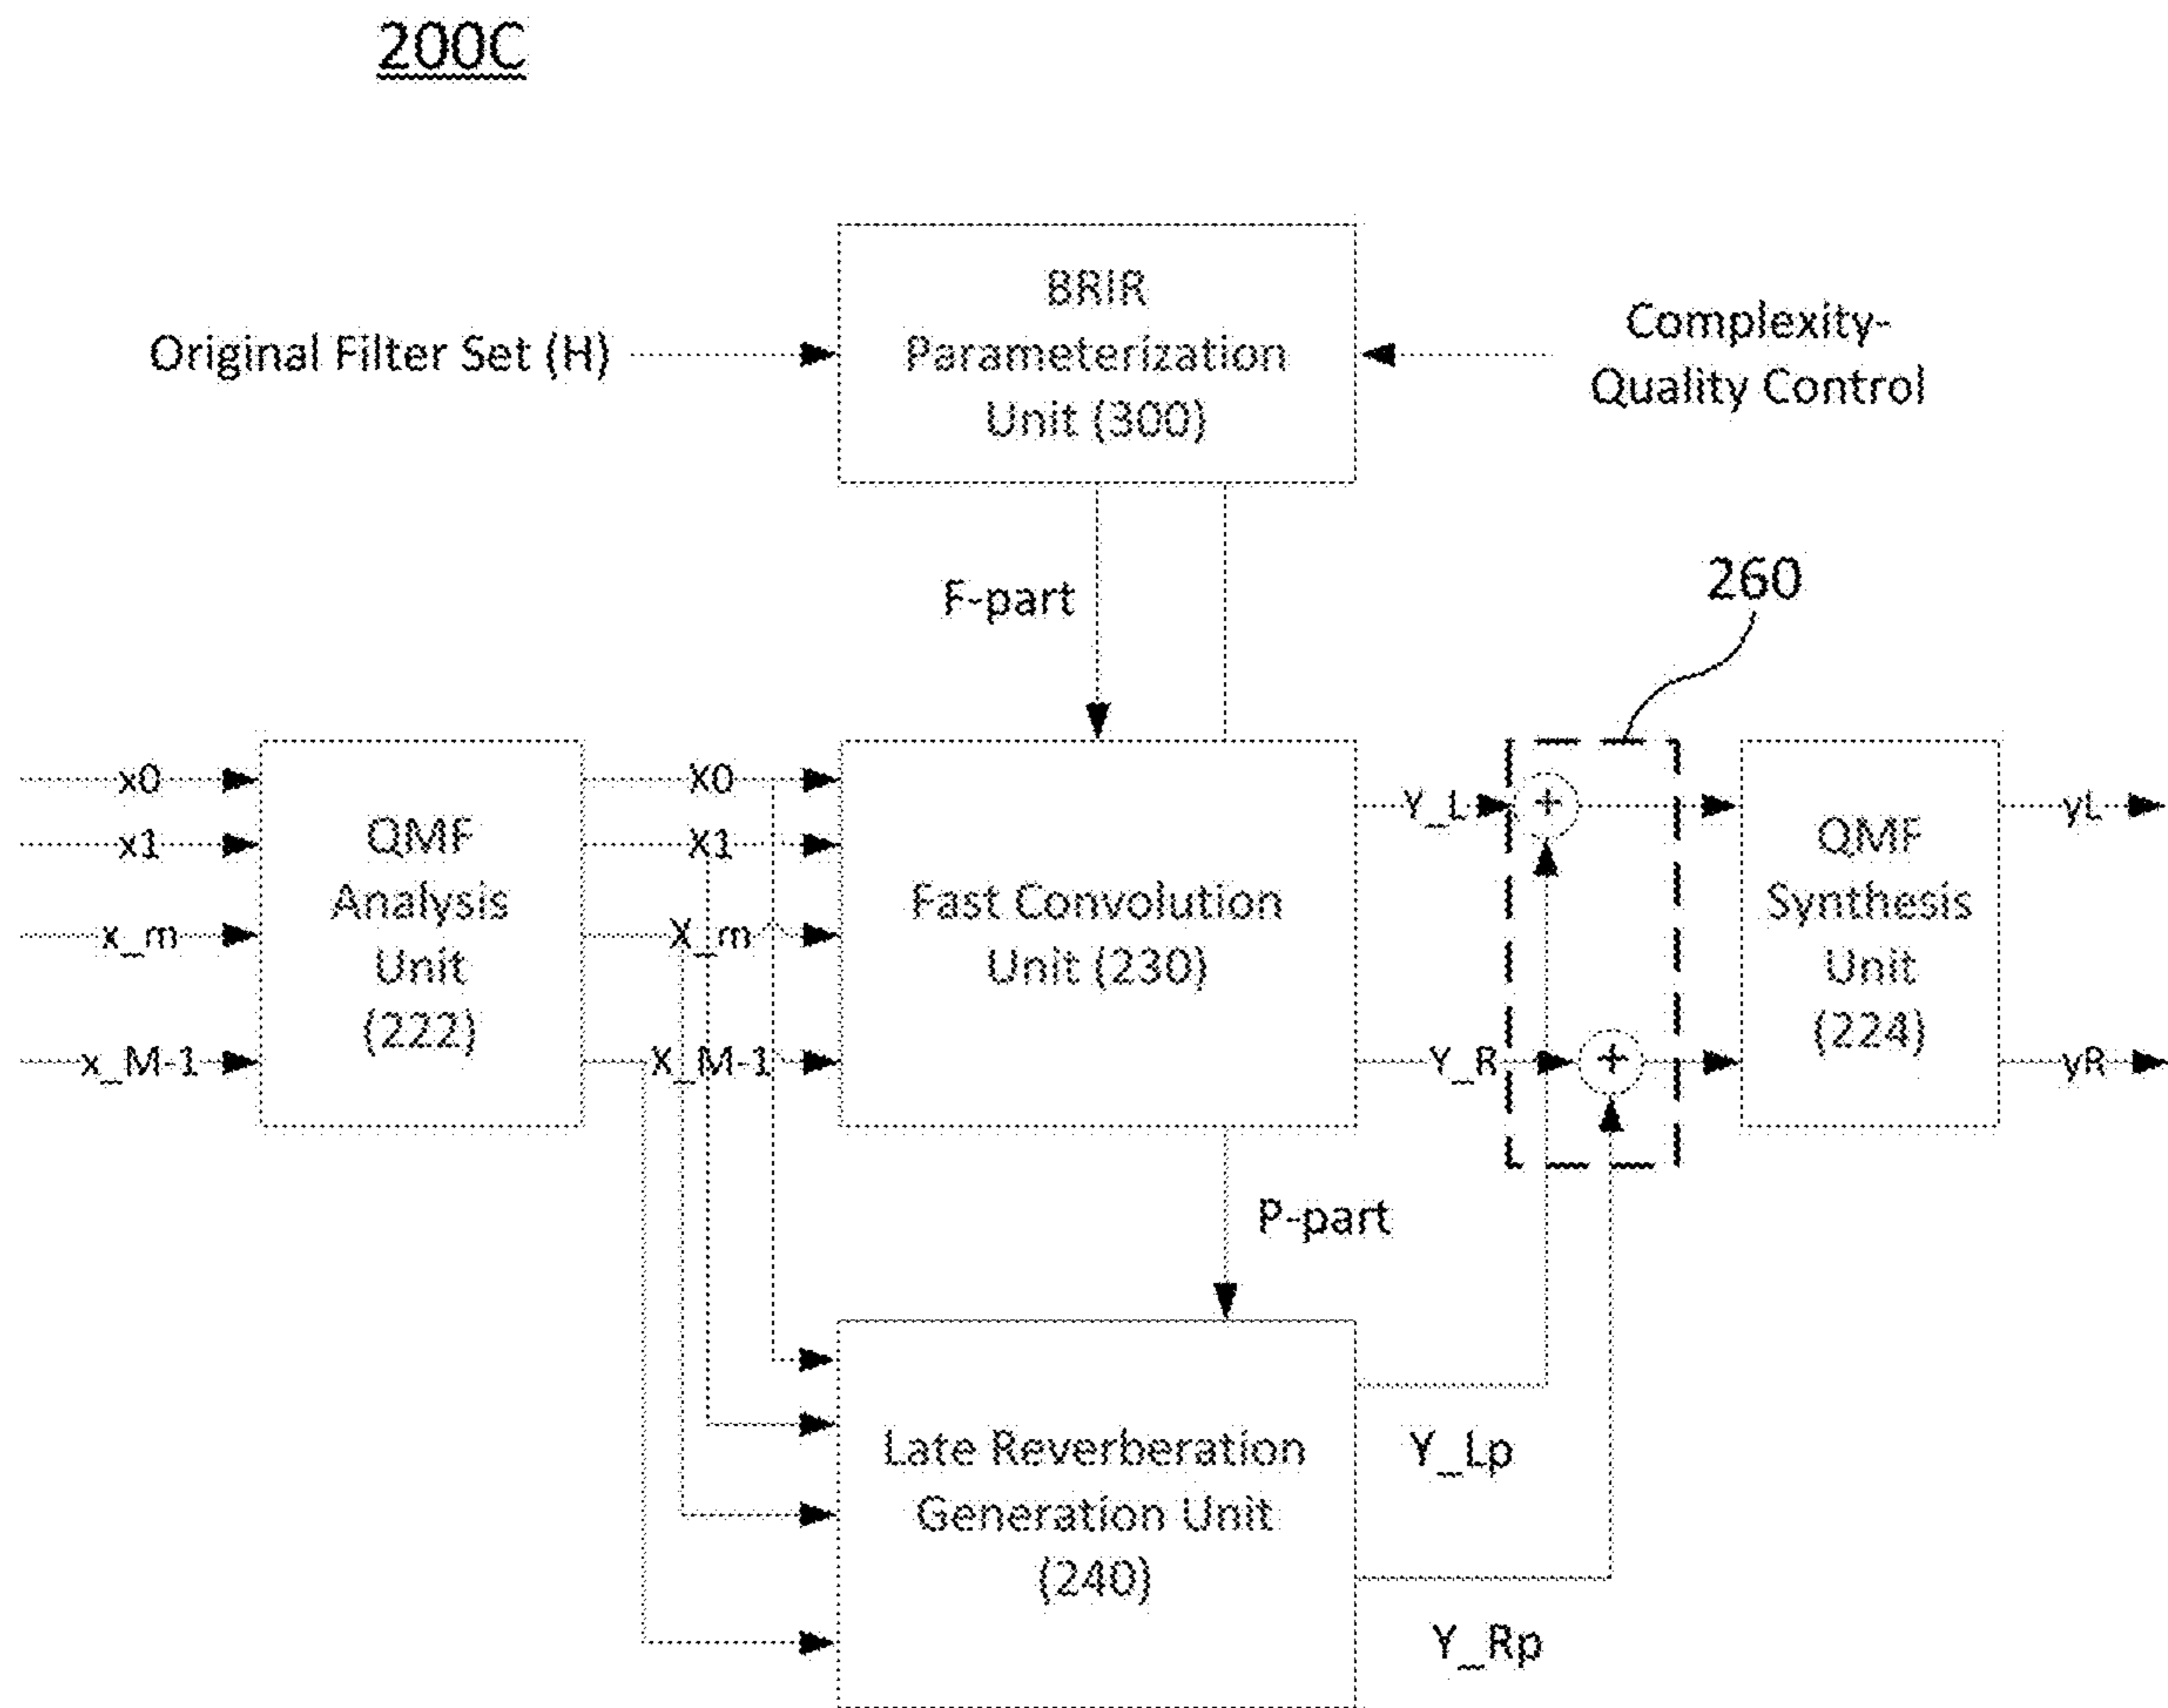 200C
BRIR
Parameterization
Unit (300)
Original Filter Set (H)
Complexity-
Quality Control
F-part
260
x0
x1
x_m
x_M-1
QMF
Analysis
Unit
(222)
X0
X1
X_m
X_M-1
Fast Convolution
Unit (230)
Y_L
Y_R
+
+
QMF
Synthesis
Unit
(224)
yL
yR
P-part
Late Reverberation
Generation Unit
(240)
Y_Lp
Y_Rp